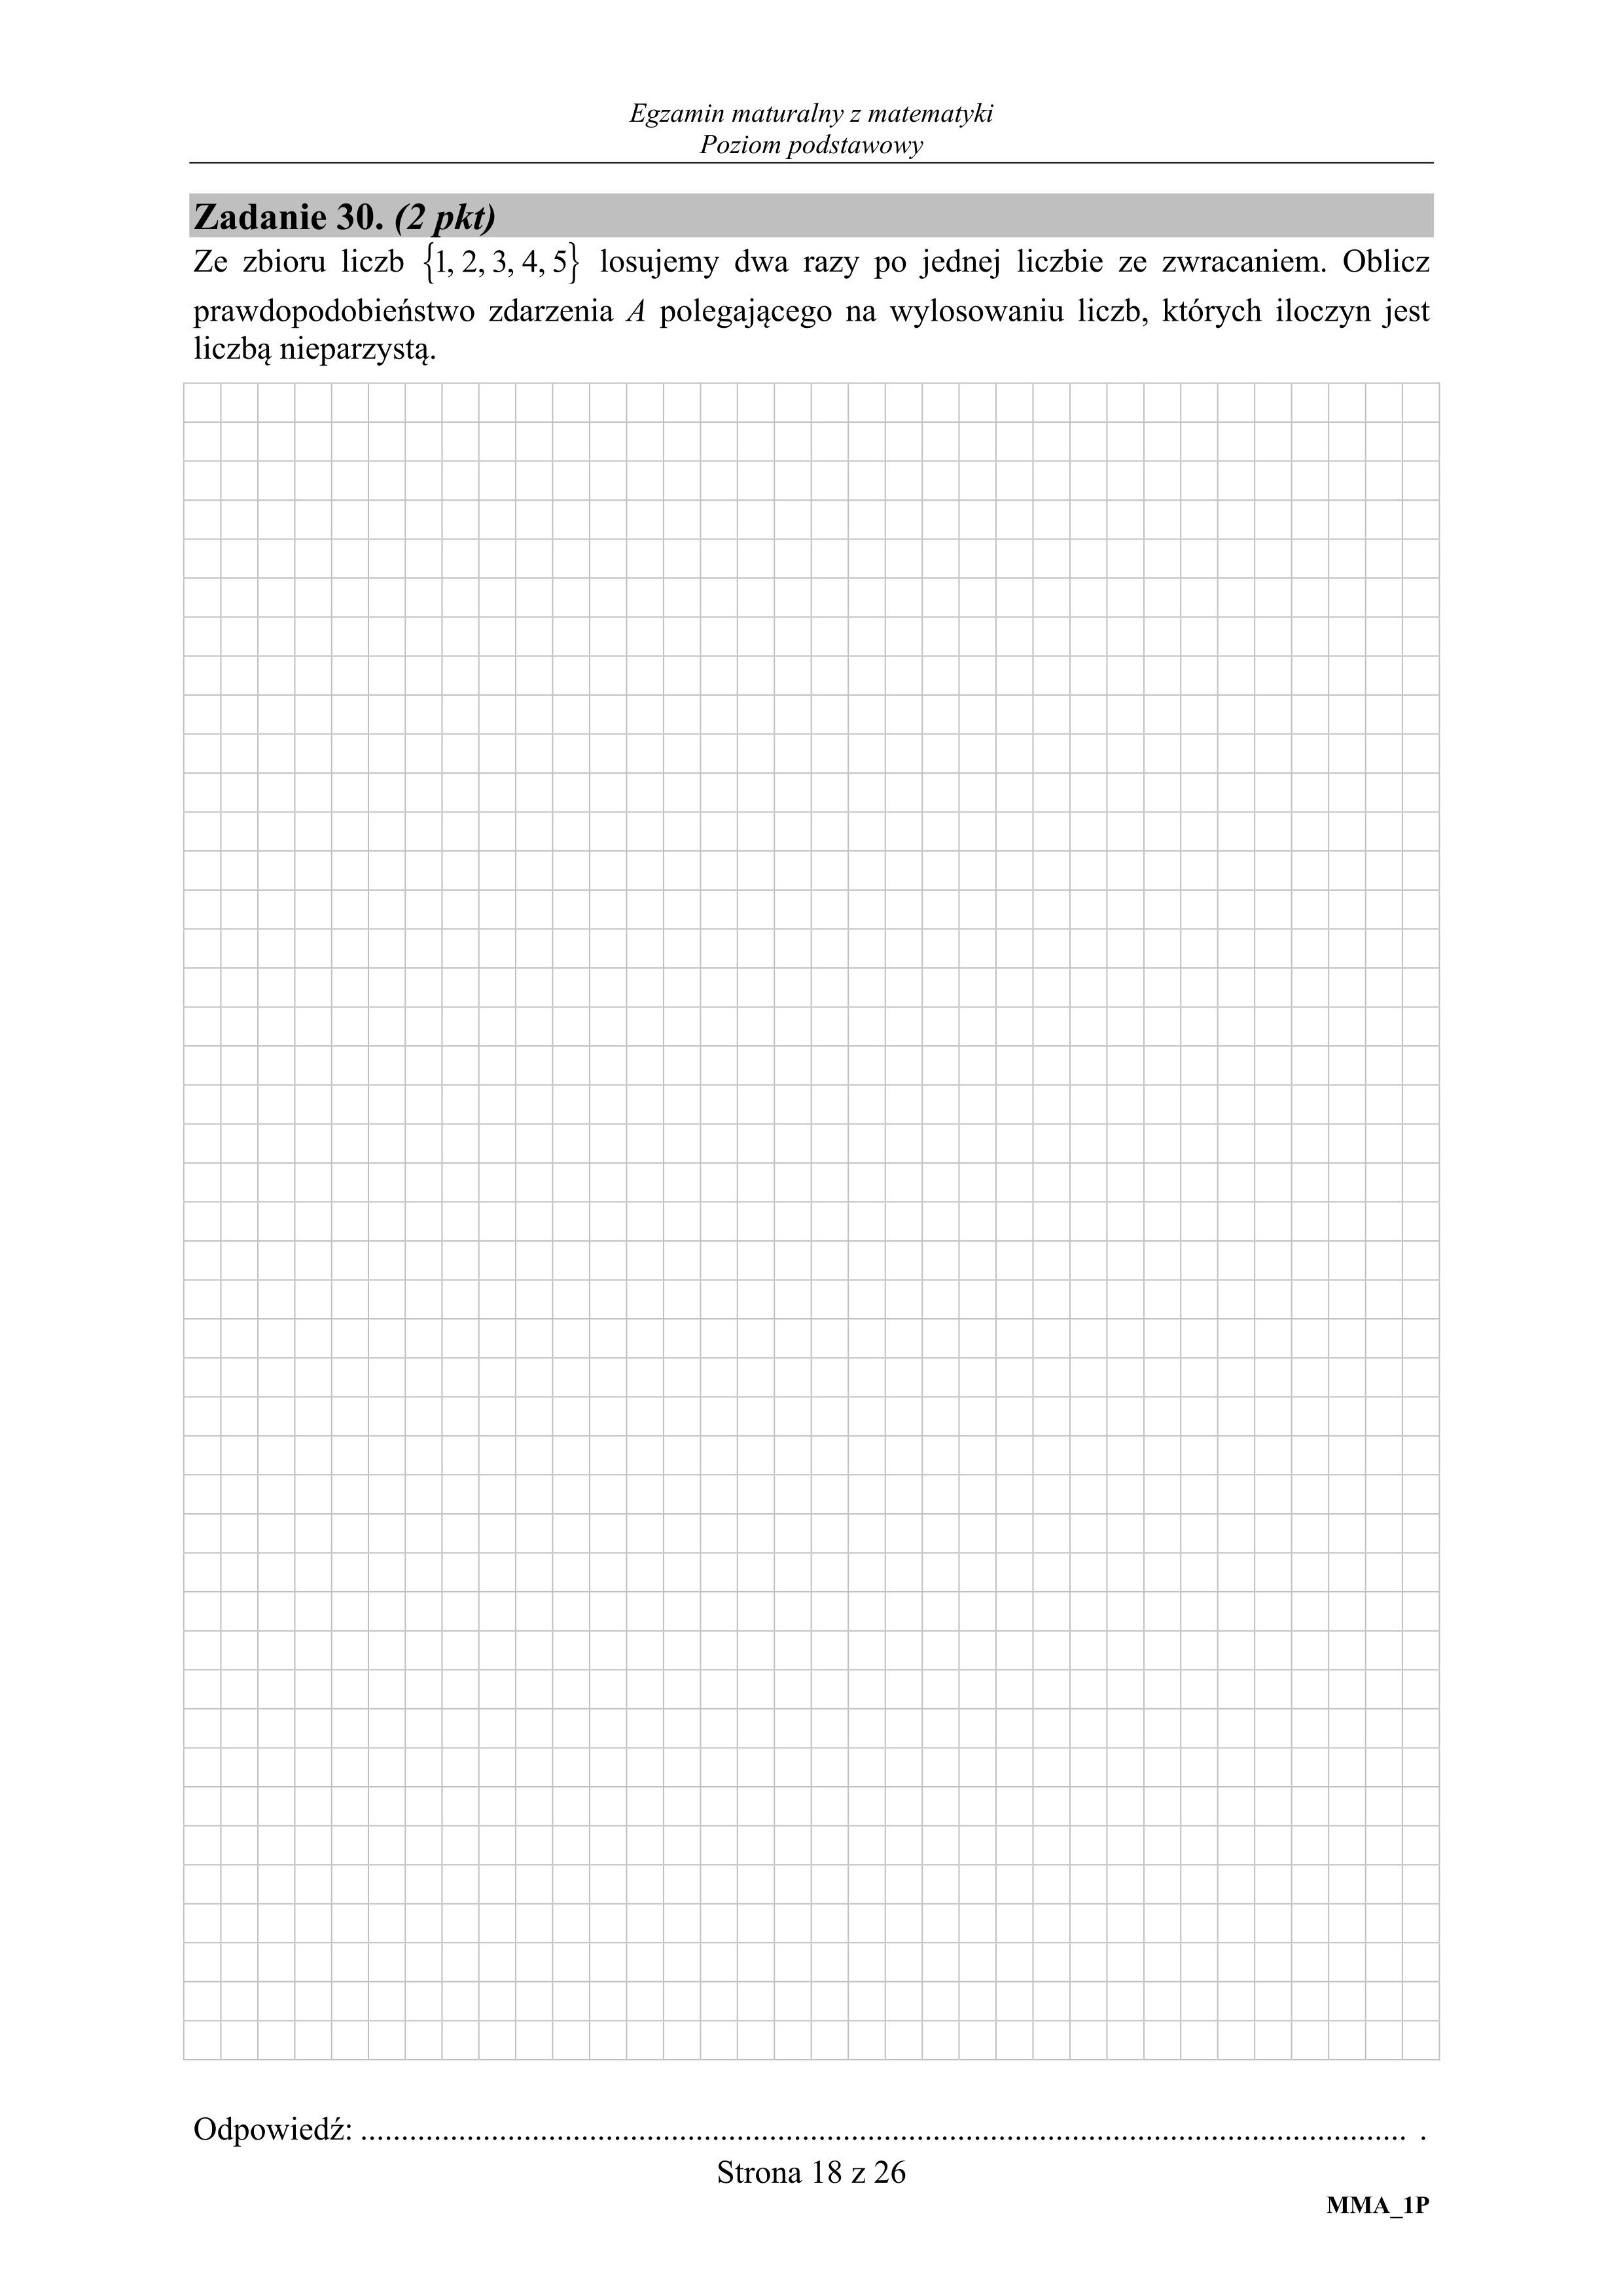 Egzamin maturalny z matematyki
Poziom podstawowy
Zadanie 30. (2 pkt)
Ze zbioru liczb {1, 2, 3, 4, 5} losujemy dwa razy po jednej liczbie ze zwracaniem. Oblicz
prawdopodobieństwo zdarzenia A polegającego na wylosowaniu liczb, których iloczyn jest
liczbą nieparzystą.
Odpowiedź: ................................................................................................................................ .
Strona 18 z 26
MMA_1P